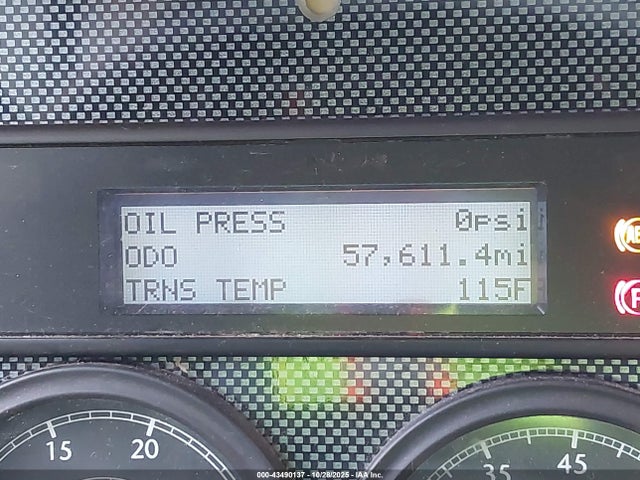 OIL PRESS 0psi
ODO 57,611.4mi
TRNS TEMP 115F
15 20
35 45
000-43490137 - 10/28/2025 - IAA Inc.